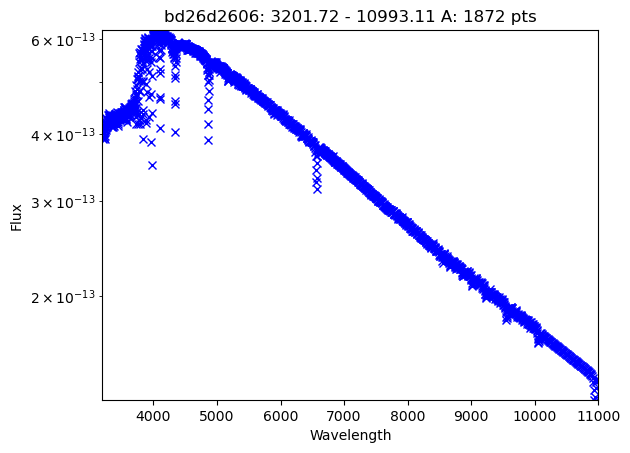 bd26d2606: 3201.72 - 10993.11 A: 1872 pts
6 × 10⁻¹³
4 × 10⁻¹³
3 × 10⁻¹³
2 × 10⁻¹³
Flux
4000 5000 6000 7000 8000 9000 10000 11000
Wavelength